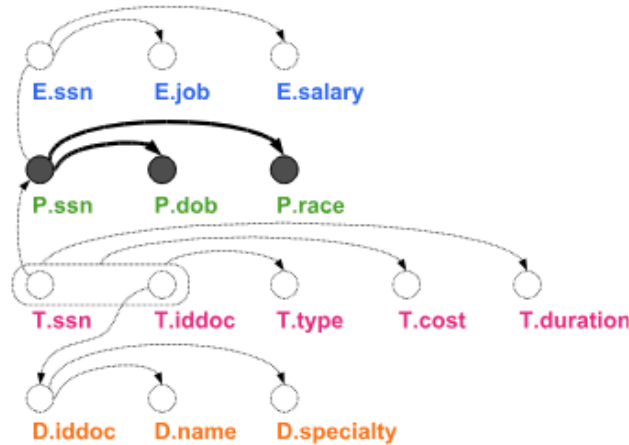 E.ssn E.job E.salary
P.ssn P.dob P.race
T.ssn T.iddoc T.type T.cost T.duration
D.iddoc D.name D.specialty